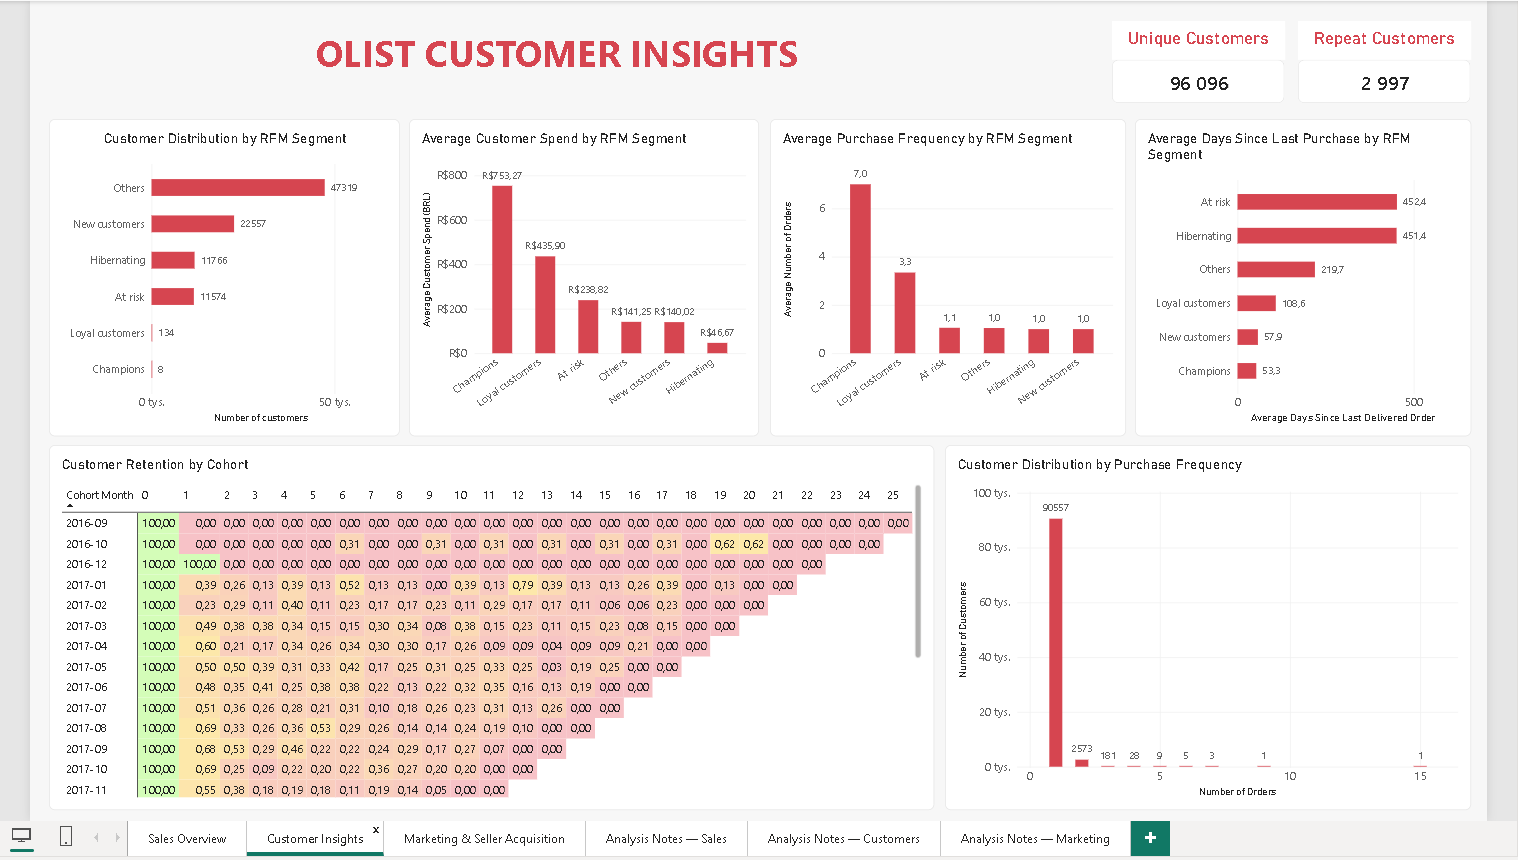 OLIST CUSTOMER INSIGHTS
Unique Customers
96 096
Repeat Customers
2 997
Customer Distribution by RFM Segment
Others 47319
New customers 22557
Hibernating 11766
At risk 11574
Loyal customers 134
Champions 8
0 tys. 50 tys.
Number of customers
Average Customer Spend by RFM Segment
Average Customer Spend (BRL)
R$800
R$600
R$400
R$200
R$0
R$753,27
R$435,90
R$238,82
R$141,25
R$140,02
R$46,67
Champions
Loyal customers
At risk
Others
New customers
Hibernating
Average Purchase Frequency by RFM Segment
Average Number of Orders
6
4
2
0
7,0
3,3
1,1
1,0
1,0
1,0
Champions
Loyal customers
At risk
Others
Hibernating
New customers
Average Days Since Last Purchase by RFM
Segment
At risk 452,4
Hibernating 451,4
Others 219,7
Loyal customers 108,6
New customers 57,9
Champions 53,3
0 500
Average Days Since Last Delivered Order
Customer Retention by Cohort
Cohort Month 0 1 2 3 4 5 6 7 8 9 10 11 12 13 14 15 16 17 18 19 20 21 22 23 24 25
2016-09 100,00 0,00 0,00 0,00 0,00 0,00 0,00 0,00 0,00 0,00 0,00 0,00 0,00 0,00 0,00 0,00 0,00 0,00 0,00 0,00 0,00 0,00 0,00 0,00 0,00 0,00
2016-10 100,00 0,00 0,00 0,00 0,00 0,00 0,31 0,00 0,00 0,31 0,00 0,31 0,00 0,31 0,00 0,31 0,00 0,31 0,00 0,62 0,62 0,00 0,00 0,00 0,00
2016-12 100,00 100,00 0,00 0,00 0,00 0,00 0,00 0,00 0,00 0,00 0,00 0,00 0,00 0,00 0,00 0,00 0,00 0,00 0,00 0,00 0,00 0,00 0,00
2017-01 100,00 0,39 0,26 0,13 0,39 0,13 0,52 0,13 0,13 0,00 0,39 0,13 0,79 0,39 0,13 0,13 0,26 0,39 0,00 0,13 0,00 0,00
2017-02 100,00 0,23 0,29 0,11 0,40 0,11 0,23 0,17 0,17 0,23 0,11 0,29 0,17 0,17 0,11 0,06 0,06 0,23 0,00 0,00 0,00
2017-03 100,00 0,49 0,38 0,38 0,34 0,15 0,15 0,30 0,34 0,08 0,38 0,15 0,23 0,11 0,15 0,23 0,08 0,15 0,00 0,00
2017-04 100,00 0,60 0,21 0,17 0,34 0,26 0,34 0,30 0,30 0,17 0,26 0,09 0,09 0,04 0,09 0,09 0,21 0,00 0,00
2017-05 100,00 0,50 0,50 0,39 0,31 0,33 0,42 0,17 0,25 0,31 0,25 0,33 0,25 0,03 0,19 0,25 0,00 0,00
2017-06 100,00 0,48 0,35 0,41 0,25 0,38 0,38 0,22 0,13 0,22 0,32 0,35 0,16 0,13 0,19 0,00 0,00
2017-07 100,00 0,51 0,36 0,26 0,28 0,21 0,31 0,10 0,18 0,26 0,23 0,31 0,13 0,26 0,00 0,00
2017-08 100,00 0,69 0,33 0,26 0,36 0,53 0,29 0,26 0,14 0,14 0,24 0,19 0,10 0,00 0,00
2017-09 100,00 0,68 0,53 0,29 0,46 0,22 0,22 0,24 0,29 0,17 0,27 0,07 0,00 0,00
2017-10 100,00 0,69 0,25 0,09 0,22 0,20 0,22 0,36 0,27 0,20 0,20 0,00 0,00
2017-11 100,00 0,55 0,38 0,18 0,19 0,18 0,11 0,19 0,14 0,05 0,00 0,00
Customer Distribution by Purchase Frequency
Number of Customers
100 tys.
80 tys.
60 tys.
40 tys.
20 tys.
0 tys.
90557
2573
181
28
9
5
3
1
1
0 5 10 15
Number of Orders
Sales Overview
Customer Insights
x
Marketing & Seller Acquisition
Analysis Notes — Sales
Analysis Notes — Customers
Analysis Notes — Marketing
+